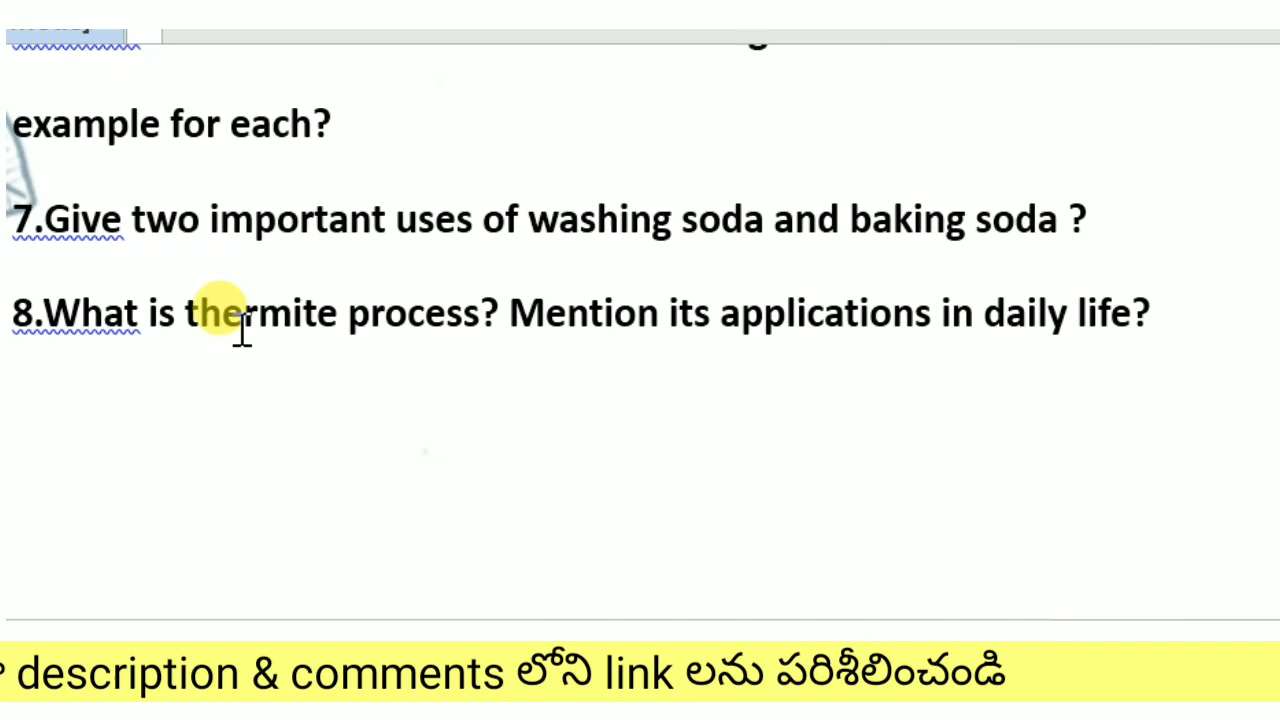 example for each?
7.Give two important uses of washing soda and baking soda ?
8.What is thermite process? Mention its applications in daily life?
description & comments లోని link లను పరిశీలించండి